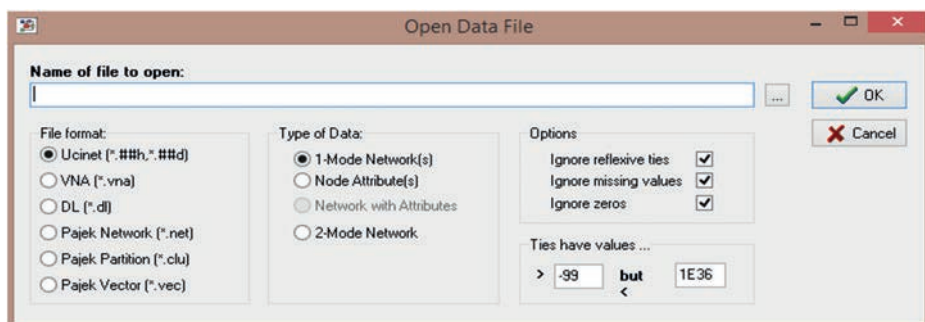 Open Data File
Name of file to open:
...
OK
Cancel
File format:
Ucinet (*.##h,*.##d)
VNA (*.vna)
DL (*.dl)
Pajek Network (*.net)
Pajek Partition (*.clu)
Pajek Vector (*.vec)
Type of Data:
1-Mode Network(s)
Node Attribute(s)
Network with Attributes
2-Mode Network
Options
Ignore reflexive ties
Ignore missing values
Ignore zeros
Ties have values ...
> -99 but < 1E36